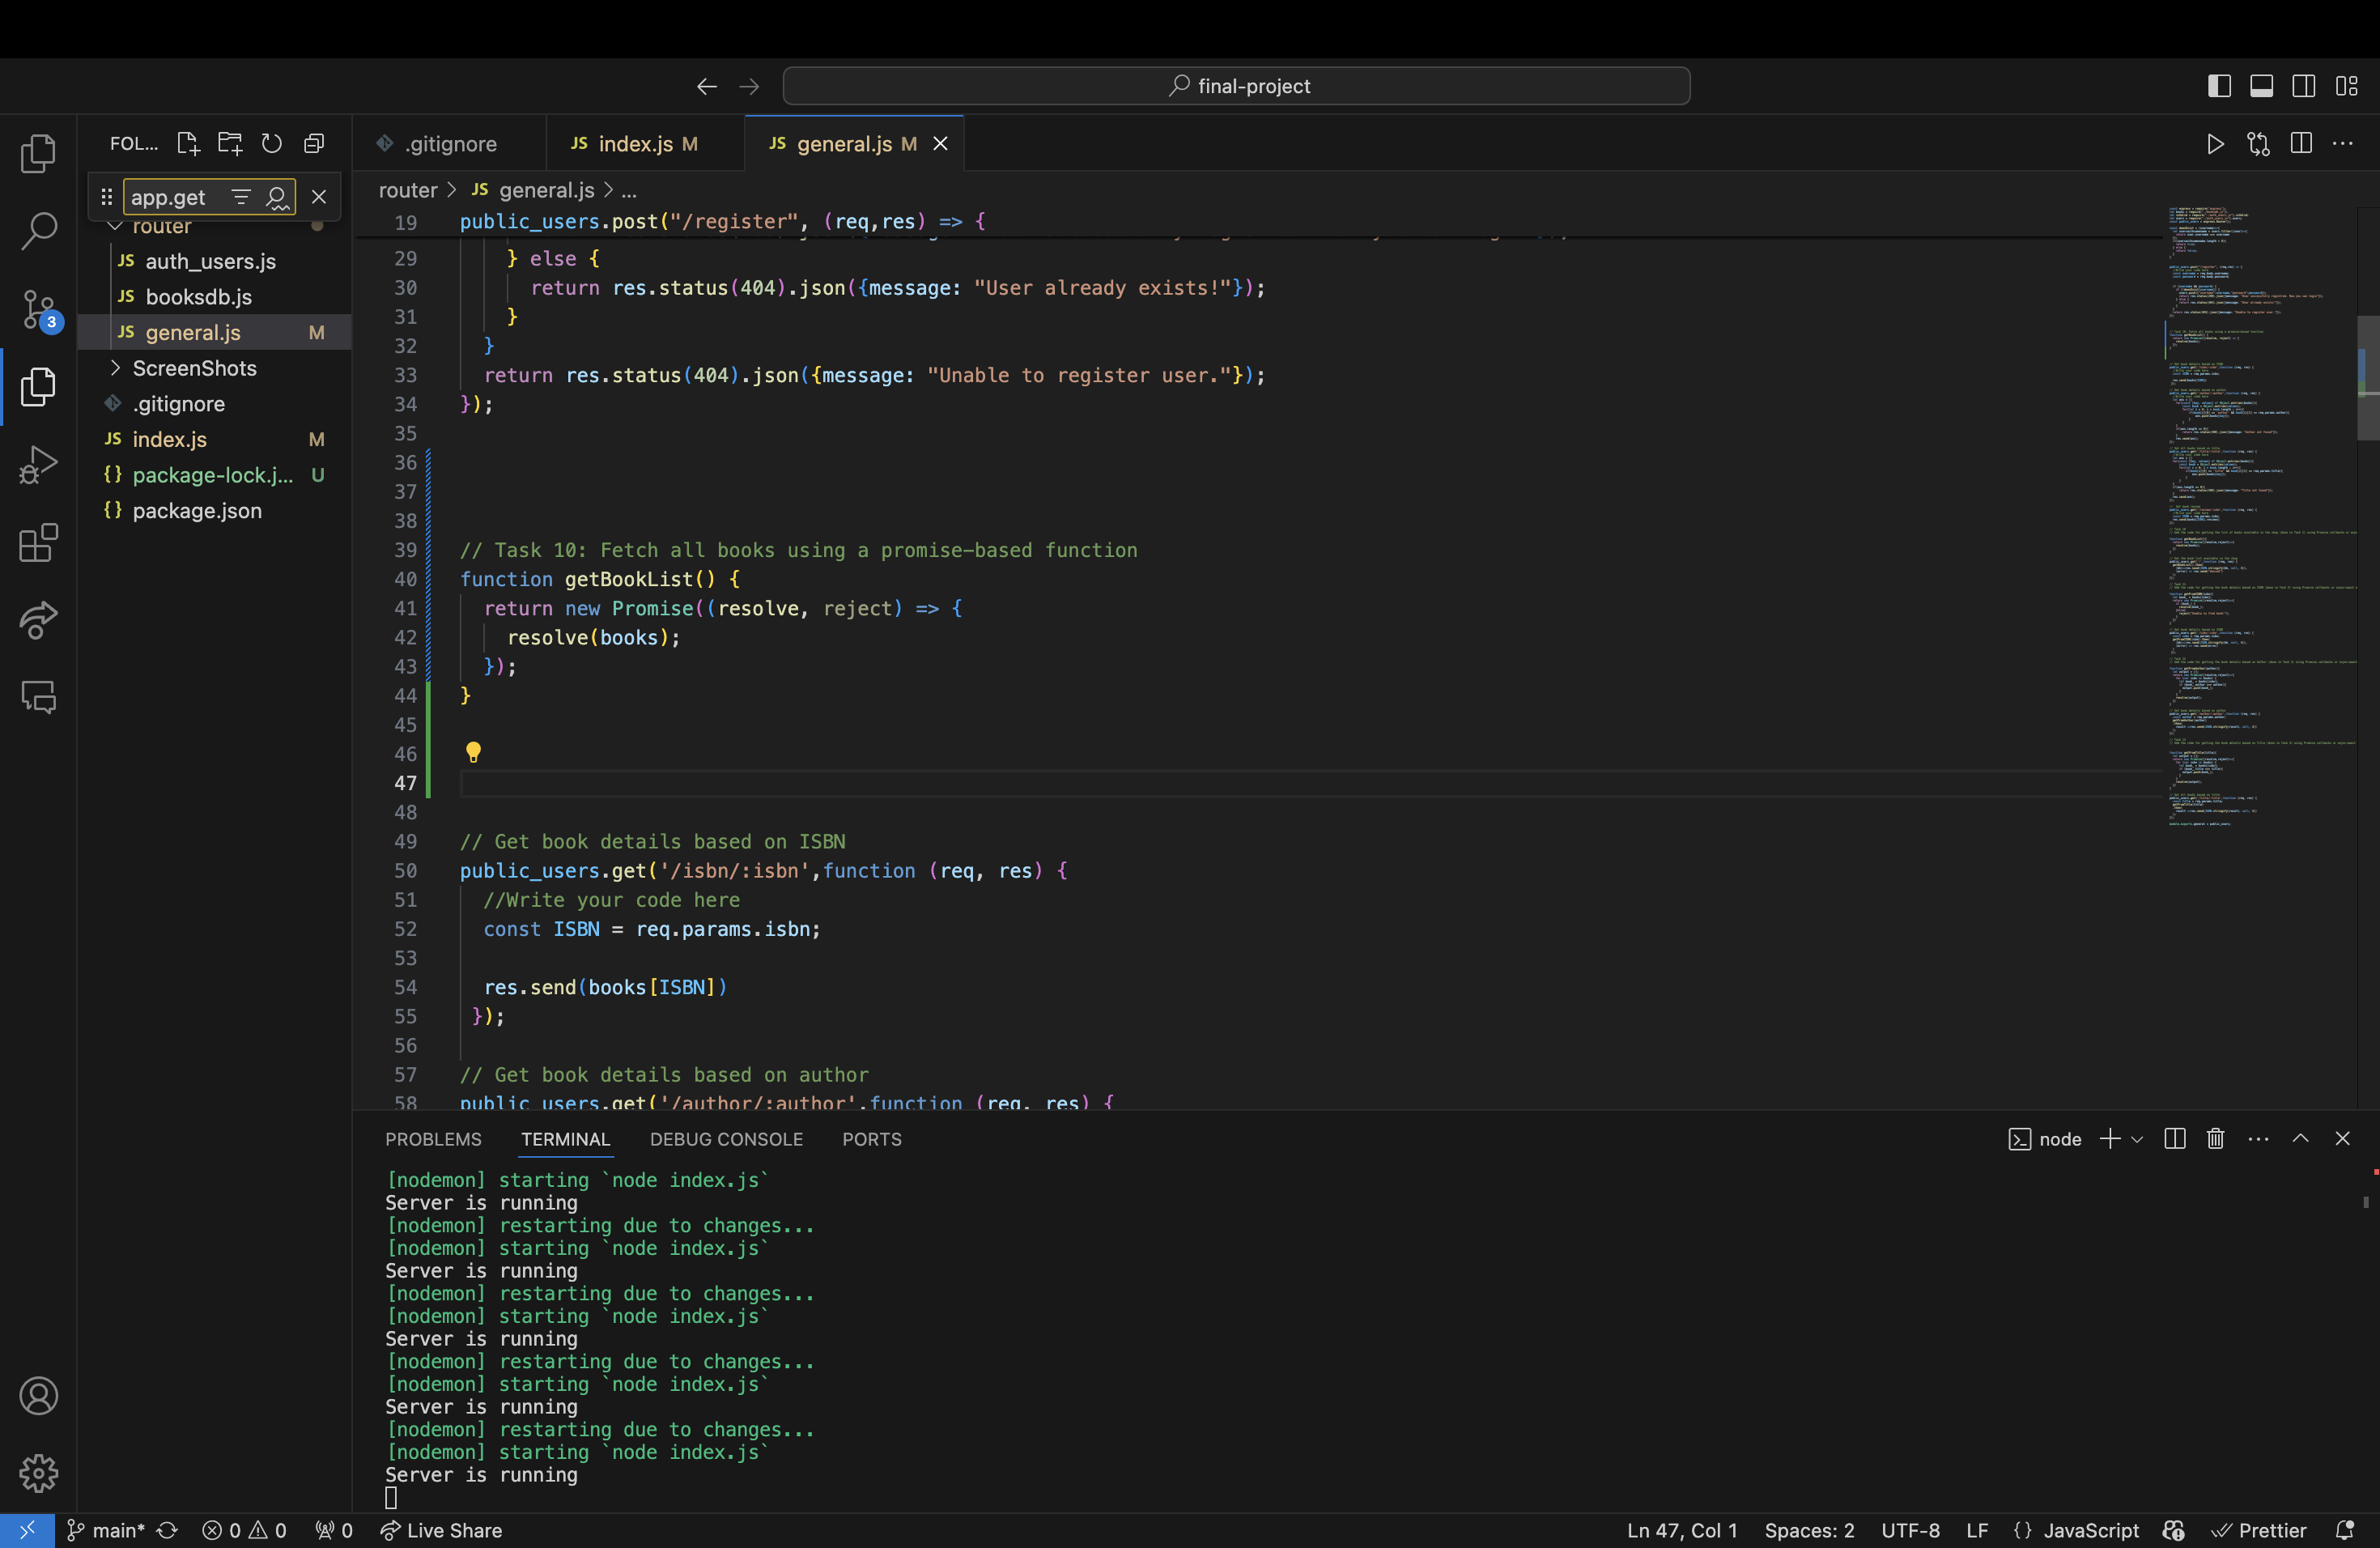 final-project
FOL...
.gitignore
JS index.js M
JS general.js M
app.get
router
JS auth_users.js
JS booksdb.js
JS general.js M
ScreenShots
.gitignore
JS index.js M
{} package-lock.j... U
{} package.json
3
router > JS general.js > ...
19 public_users.post("/register", (req,res) => {
29 } else {
30 return res.status(404).json({message: "User already exists!"});
31 }
32 }
33 return res.status(404).json({message: "Unable to register user."});
34 });
35
36
37
38
39 // Task 10: Fetch all books using a promise-based function
40 function getBookList() {
41 return new Promise((resolve, reject) => {
42 resolve(books);
43 });
44 }
45
46
47
48
49 // Get book details based on ISBN
50 public_users.get('/isbn/:isbn',function (req, res) {
51 //Write your code here
52 const ISBN = req.params.isbn;
53
54 res.send(books[ISBN])
55 });
56
57 // Get book details based on author
58 public_users.get('/author/:author',function (req, res) {
PROBLEMS TERMINAL DEBUG CONSOLE PORTS
node
[nodemon] starting `node index.js`
Server is running
[nodemon] restarting due to changes...
[nodemon] starting `node index.js`
Server is running
[nodemon] restarting due to changes...
[nodemon] starting `node index.js`
Server is running
[nodemon] restarting due to changes...
[nodemon] starting `node index.js`
Server is running
[nodemon] restarting due to changes...
[nodemon] starting `node index.js`
Server is running
main* 0 0 0 Live Share
Ln 47, Col 1 Spaces: 2 UTF-8 LF {} JavaScript Prettier